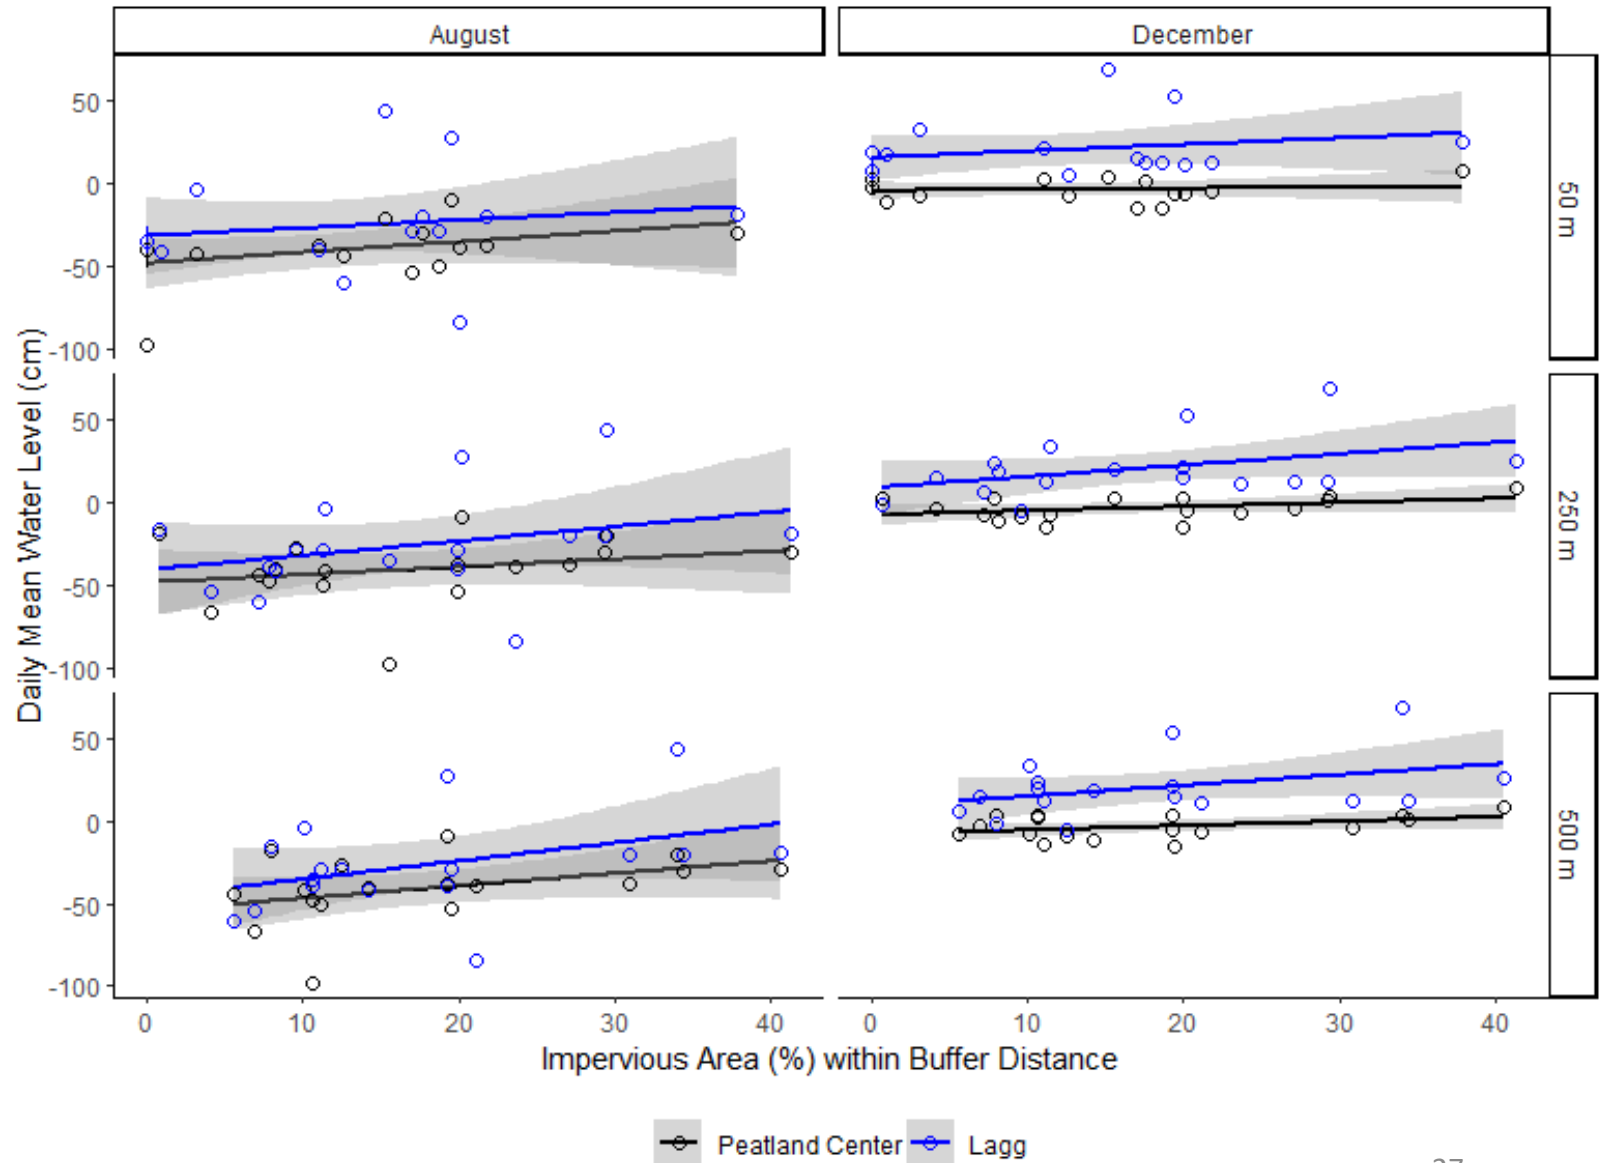 August
December
50
0
-50
-100
50 m
50
0
-50
-100
250 m
50
0
-50
-100
500 m
Daily Mean Water Level (cm)
0 10 20 30 40
0 10 20 30 40
Impervious Area (%) within Buffer Distance
Peatland Center Lagg